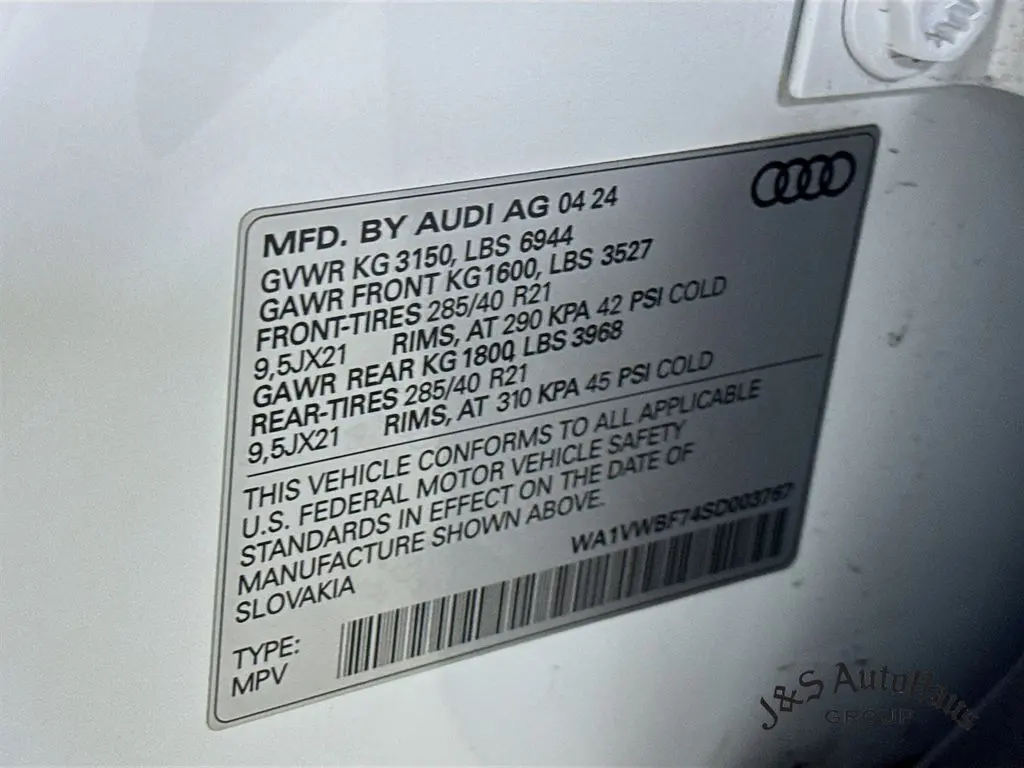 MFD. BY AUDI AG 04 24
GVWR KG 3150, LBS 6944
GAWR FRONT KG1600, LBS 3527
FRONT-TIRES 285/40 R21
9,5JX21 RIMS, AT 290 KPA 42 PSI COLD
GAWR REAR KG 1800, LBS 3968
REAR-TIRES 285/40 R21
9,5JX21 RIMS, AT 310 KPA 45 PSI COLD
THIS VEHICLE CONFORMS TO ALL APPLICABLE
U.S. FEDERAL MOTOR VEHICLE SAFETY
STANDARDS IN EFFECT ON THE DATE OF
MANUFACTURE SHOWN ABOVE.
SLOVAKIA
WA1VWBF74SD003767
TYPE:
MPV
J&S AutoHaus
GROUP